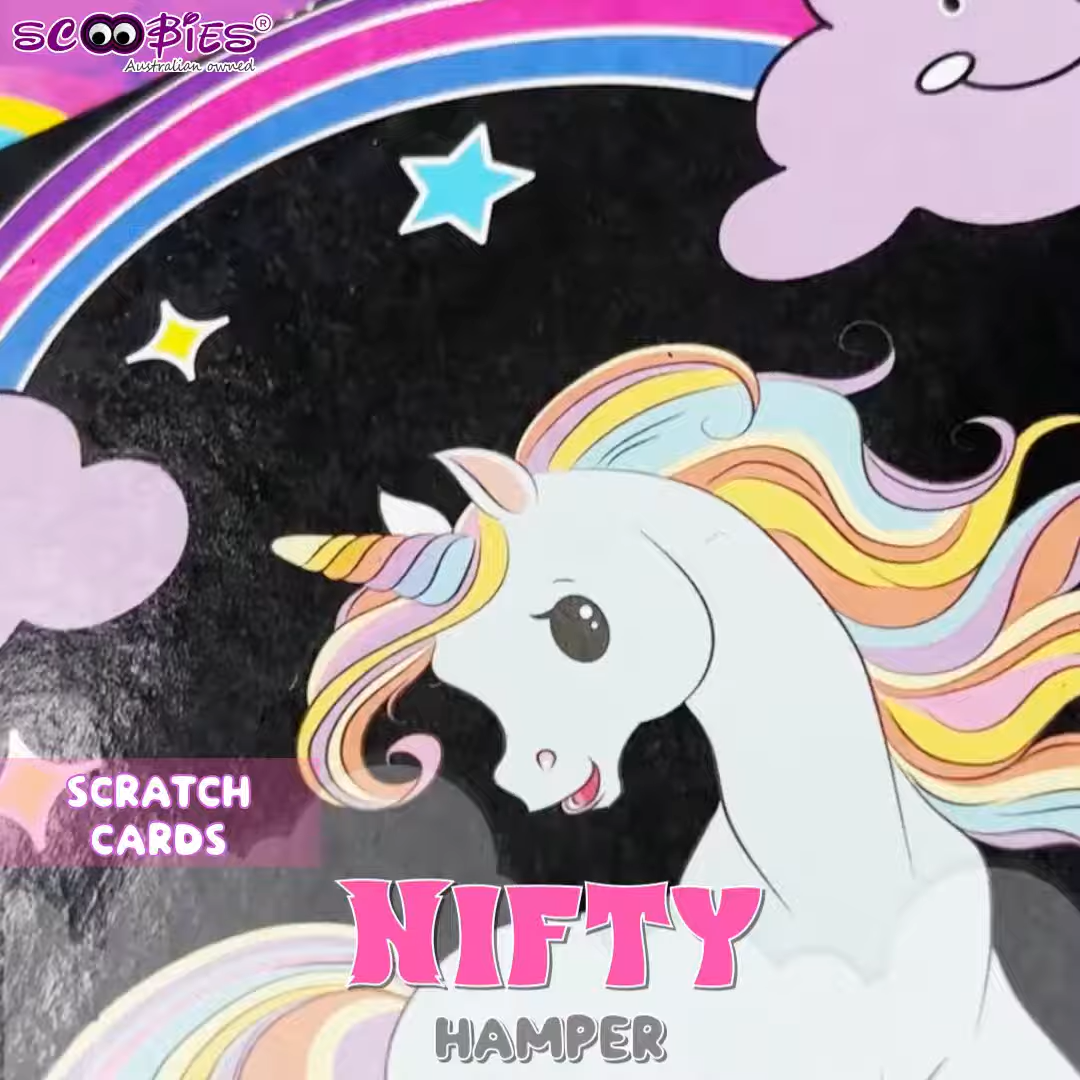 SCOOBIES®
Australian owned
SCRATCH
CARDS
NIFTY
HAMPER